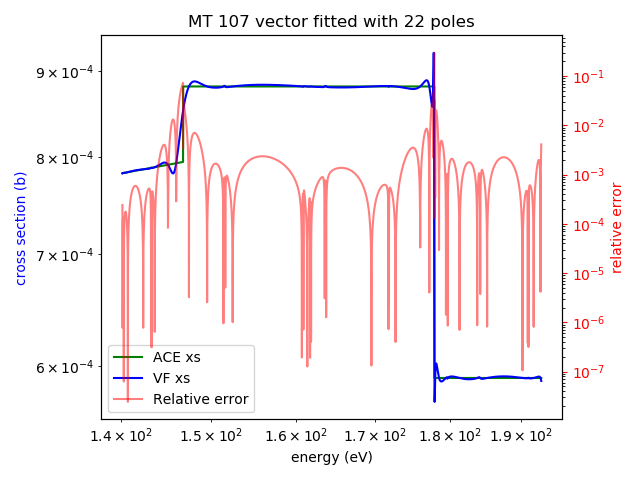 MT 107 vector fitted with 22 poles
9 × 10⁻⁴
8 × 10⁻⁴
7 × 10⁻⁴
6 × 10⁻⁴
cross section (b)
10⁻¹
10⁻²
10⁻³
10⁻⁴
10⁻⁵
10⁻⁶
10⁻⁷
relative error
ACE xs
VF xs
Relative error
1.4 × 10² 1.5 × 10² 1.6 × 10² 1.7 × 10² 1.8 × 10² 1.9 × 10²
energy (eV)